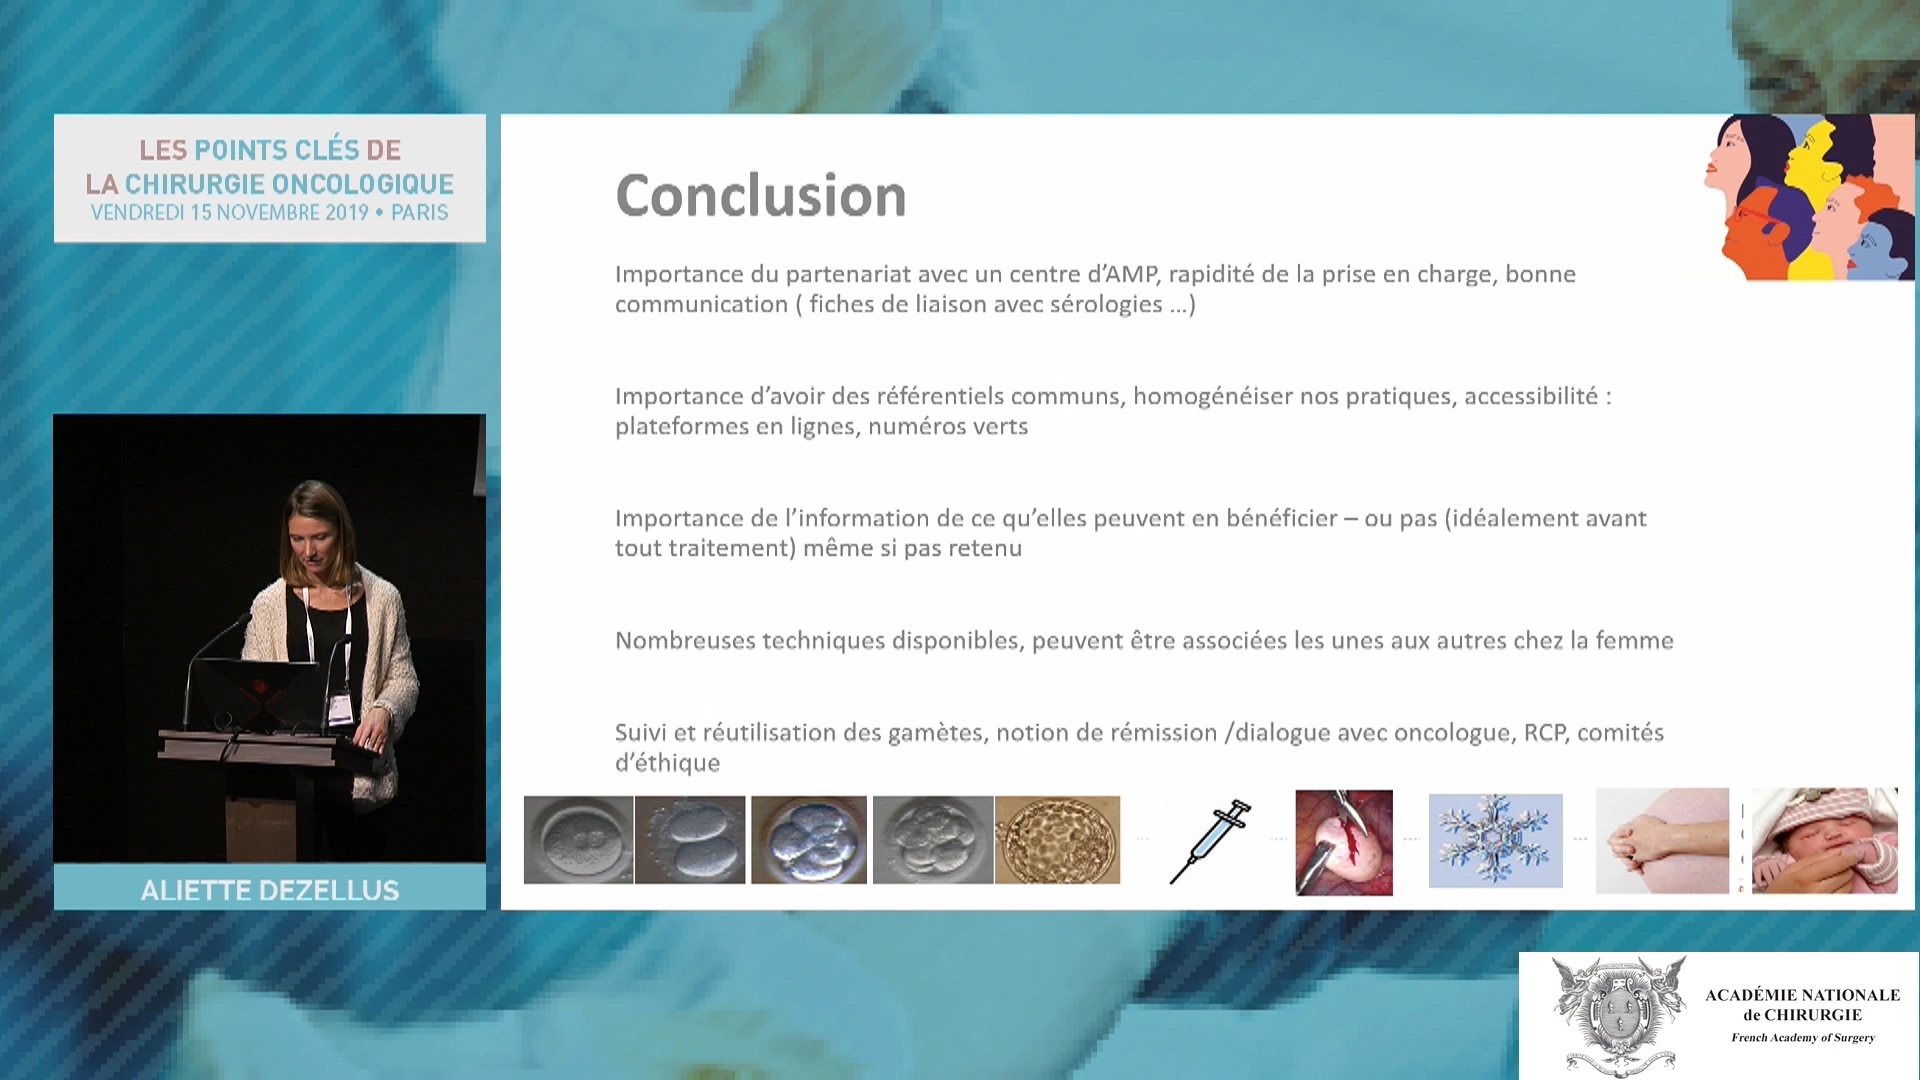 LES POINTS CLÉS DE
LA CHIRURGIE ONCOLOGIQUE
VENDREDI 15 NOVEMBRE 2019 • PARIS
Conclusion
Importance du partenariat avec un centre d’AMP, rapidité de la prise en charge, bonne
communication ( fiches de liaison avec sérologies ...)
Importance d’avoir des référentiels communs, homogénéiser nos pratiques, accessibilité :
plateformes en lignes, numéros verts
Importance de l’information de ce qu’elles peuvent en bénéficier – ou pas (idéalement avant
tout traitement) même si pas retenu
Nombreuses techniques disponibles, peuvent être associées les unes aux autres chez la femme
Suivi et réutilisation des gamètes, notion de rémission /dialogue avec oncologue, RCP, comités
d’éthique
ALIETTE DEZELLUS
ACADÉMIE NATIONALE
de CHIRURGIE
French Academy of Surgery